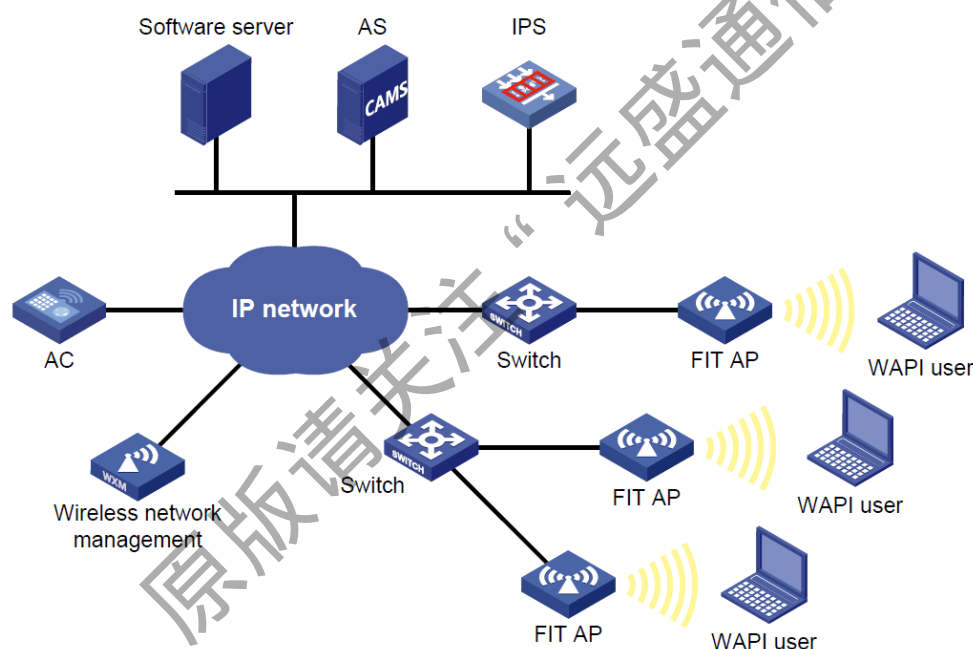 Software server
AS
IPS
CAMS
IP network
AC
SWITCH
Switch
FIT AP
WAPI user
SWITCH
Switch
FIT AP
WAPI user
WXM
Wireless network
management
FIT AP
WAPI user
原版请关注“远盛通信